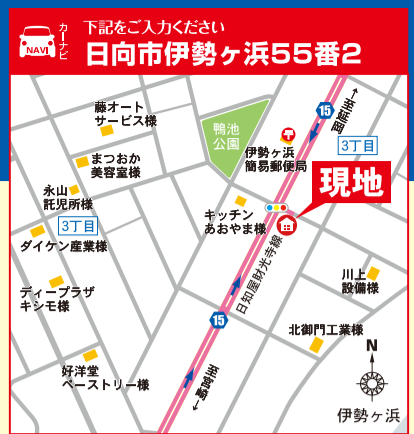 カーナビ
NAVI
下記をご入力ください
日向市伊勢ヶ浜55番2
←至延岡
15
藤オート
サービス様
鴨池
公園
3丁目
伊勢ヶ浜
簡易郵便局
まつおか
美容室様
現地
永山
託児所様
キッチン
あおやま様
3丁目
ダイケン産業様
日知屋財光寺線
川上
設備様
ディープラザ
キシモ様
15
北御門工業様
N
好洋堂
ペーストリー様
伊勢ヶ浜